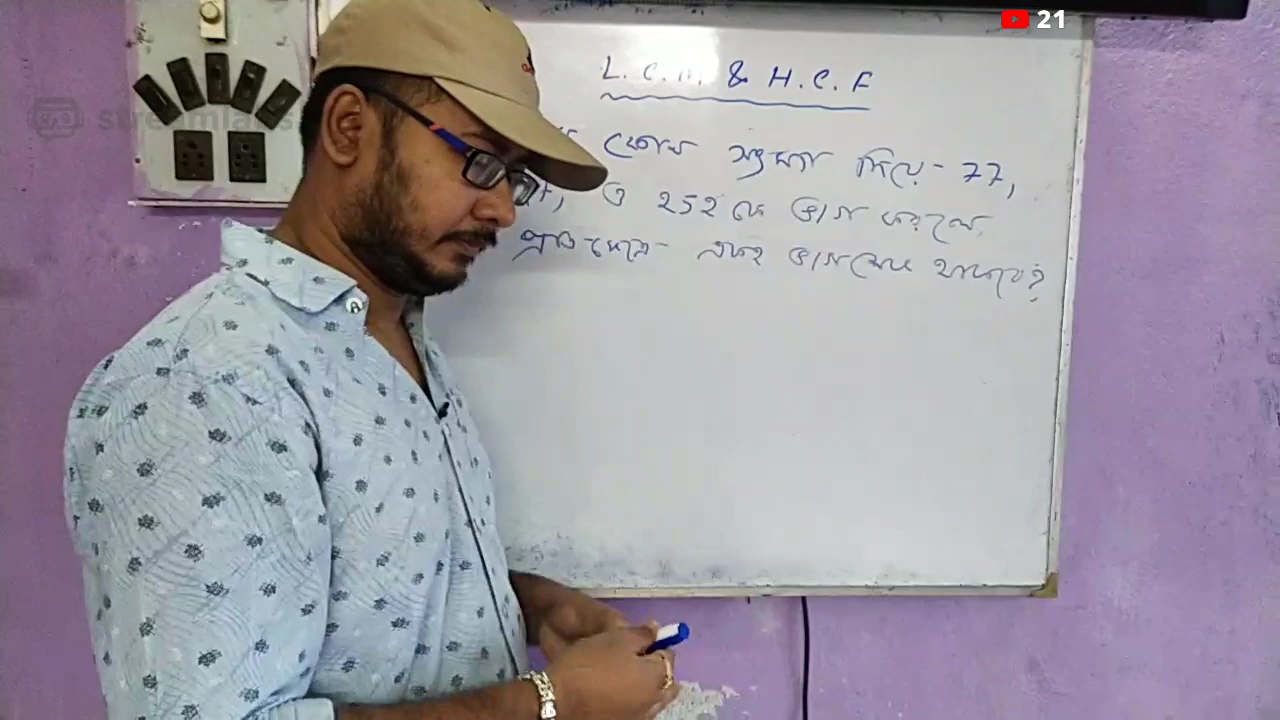 21
L.C.M. & H.C.F
কোন সংখ্যা দিয়ে- 77,
ও 252 কে ভাগ করলে
প্রতি ক্ষেত্রে- একই ভাগশেষ থাকবে?